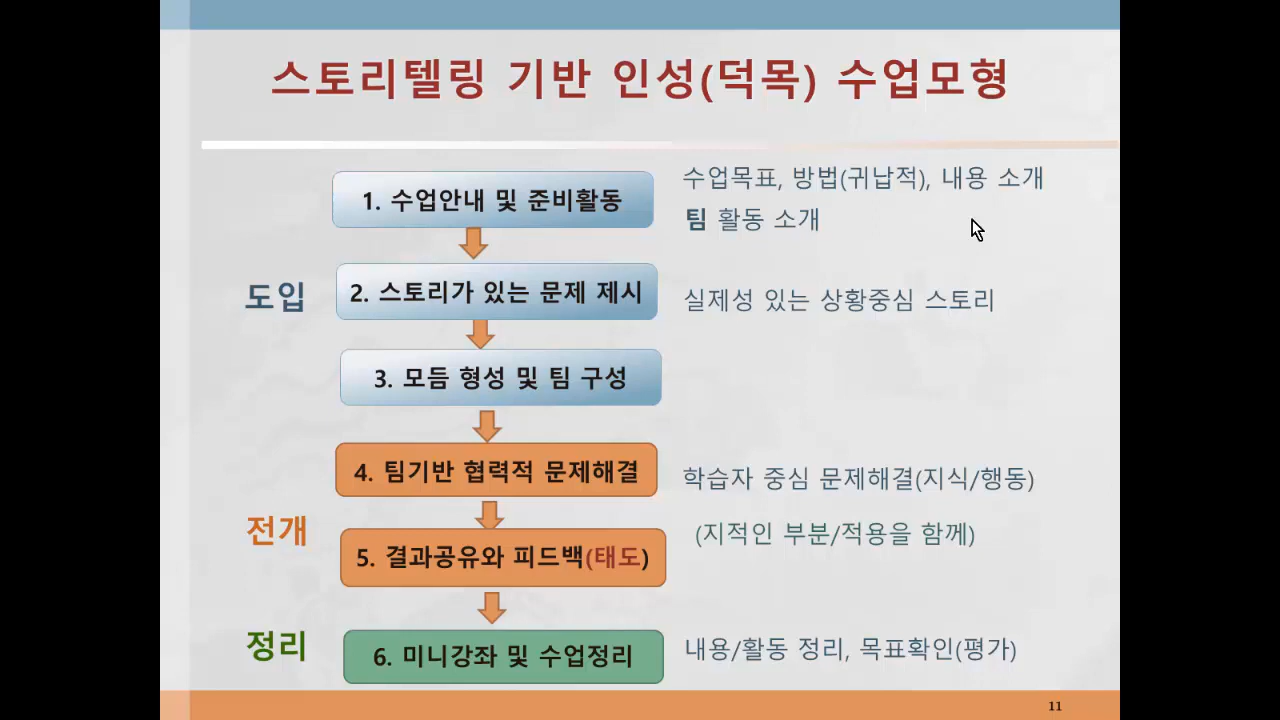 스토리텔링 기반 인성(덕목) 수업모형
1. 수업안내 및 준비활동
수업목표, 방법(귀납적), 내용 소개
팀 활동 소개
도입
2. 스토리가 있는 문제 제시
실제성 있는 상황중심 스토리
3. 모듬 형성 및 팀 구성
4. 팀기반 협력적 문제해결
학습자 중심 문제해결(지식/행동)
전개
(지적인 부분/적용을 함께)
5. 결과공유와 피드백(태도)
정리
6. 미니강좌 및 수업정리
내용/활동 정리, 목표확인(평가)
11